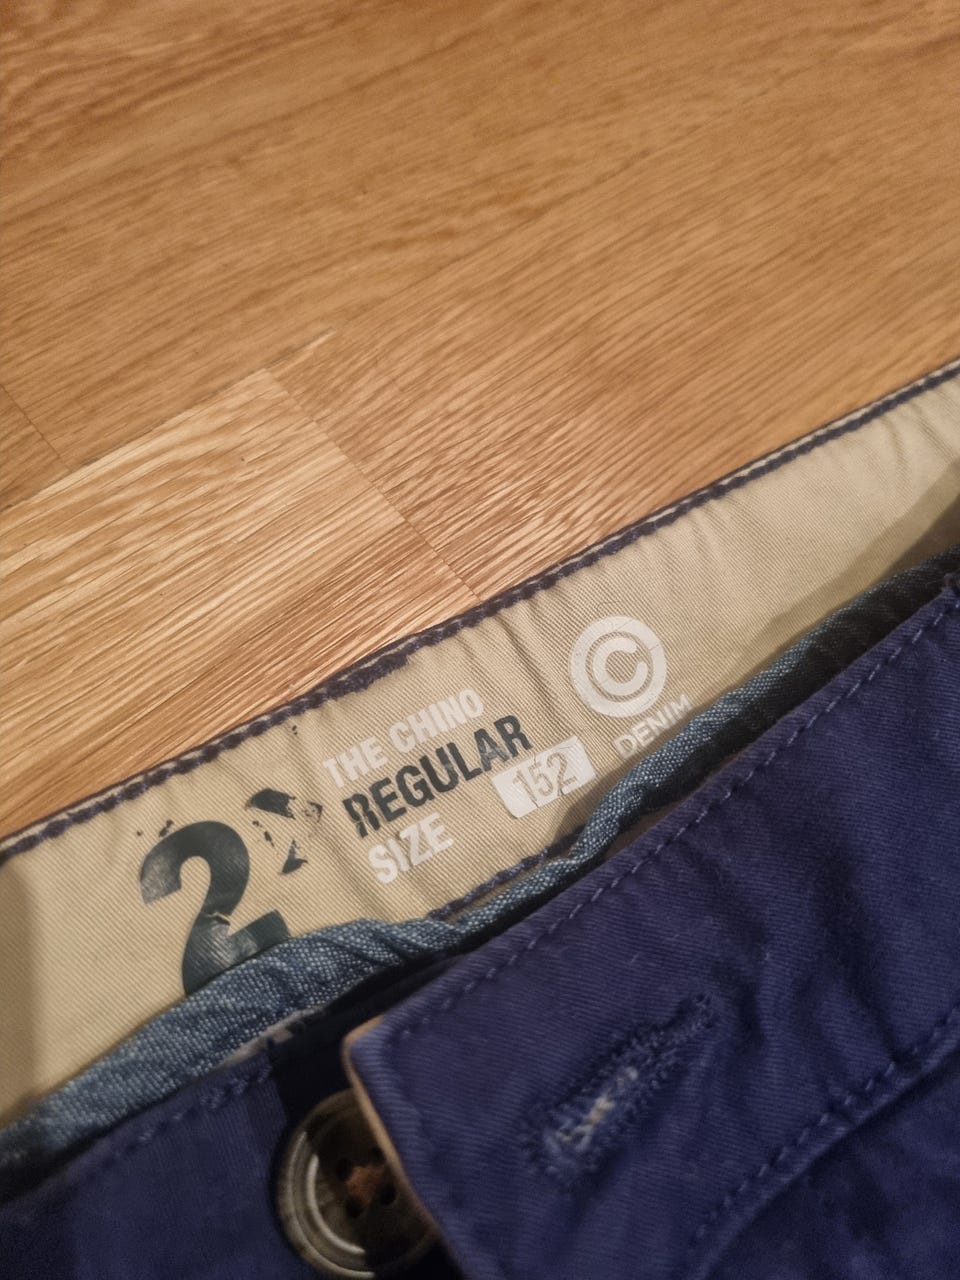 2
THE CHINO
REGULAR
SIZE 152
C
DENIM